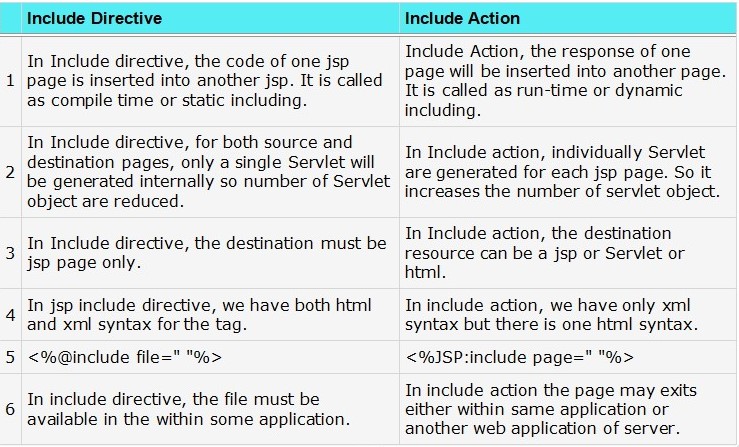 Include Directive Include Action
1 In Include directive, the code of one jsp
page is inserted into another jsp. It is called
as compile time or static including.
Include Action, the response of one
page will be inserted into another page.
It is called as run-time or dynamic
including.
2 In Include directive, for both source and
destination pages, only a single Servlet will
be generated internally so number of Servlet
object are reduced.
In Include action, individually Servlet
are generated for each jsp page. So it
increases the number of servlet object.
3 In Include directive, the destination must be
jsp page only.
In Include action, the destination
resource can be a jsp or Servlet or
html.
4 In jsp include directive, we have both html
and xml syntax for the tag.
In include action, we have only xml
syntax but there is one html syntax.
5 <%@include file=" "%> <%JSP:include page=" "%>
6 In include directive, the file must be
available in the within some application.
In include action the page may exits
either within same application or
another web application of server.